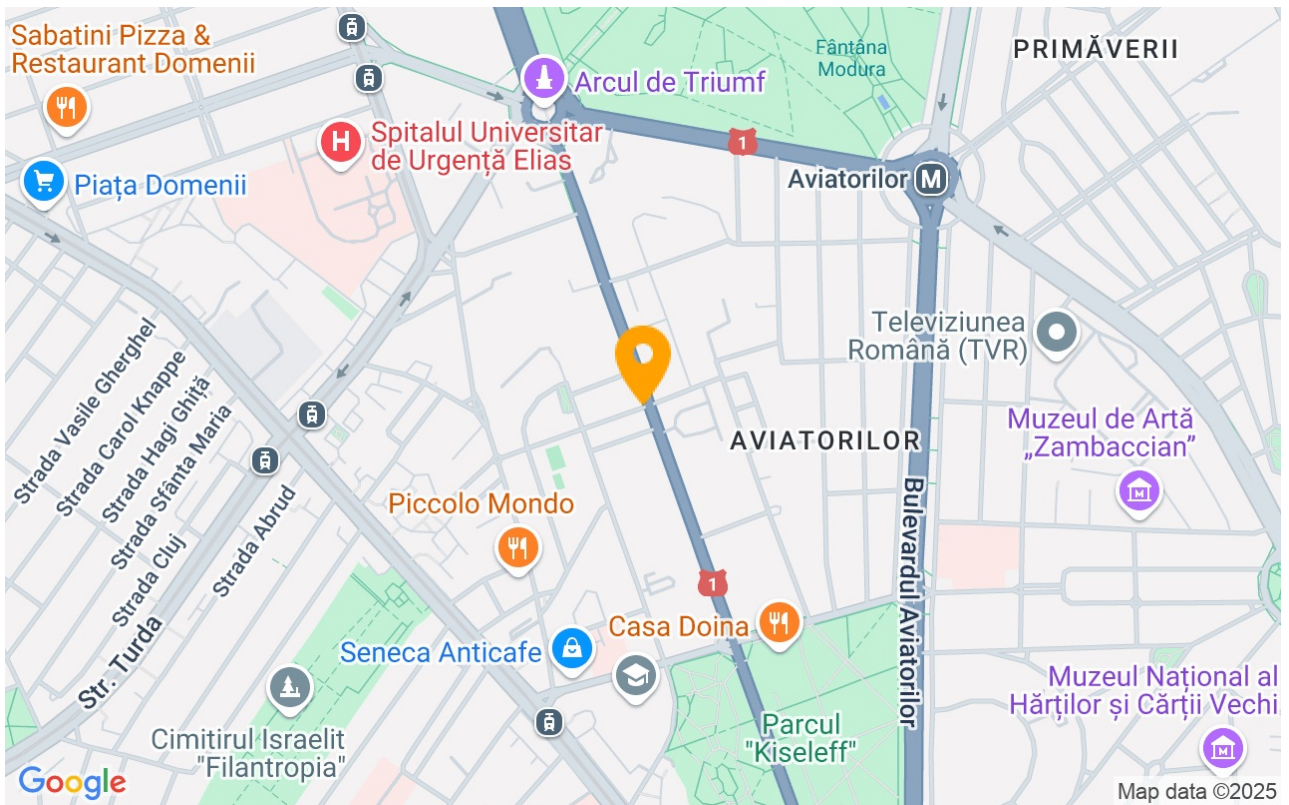 Sabatini Pizza &
Restaurant Domenii
Fântâna
Modura
PRIMĂVERII
Arcul de Triumf
H
Spitalul Universitar
de Urgență Elias
1
Piața Domenii
Aviatorilor
M
Televiziunea
Română (TVR)
Strada Vasile Gherghel
Strada Carol Knappe
Strada Hagi Ghiță
Strada Sfânta Maria
Strada Cluj
Strada Abrud
Str. Turda
AVIATORILOR
Muzeul de Artă
„Zambaccian”
M
Piccolo Mondo
Bulevardul Aviatorilor
1
Casa Doina
Seneca Anticafe
Muzeul Național al
Hărților și Cărții Vechi
M
Parcul
"Kiseleff"
Cimitirul Israelit
"Filantropia"
Google
Map data ©2025